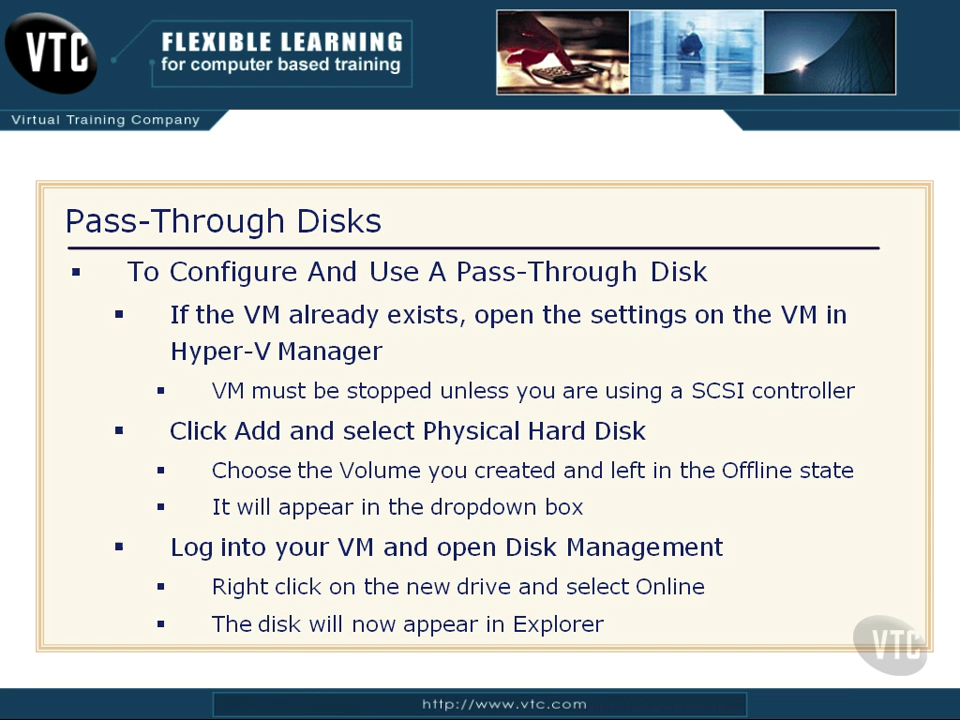 VTC
FLEXIBLE LEARNING
for computer based training
Virtual Training Company
Pass-Through Disks
▪ To Configure And Use A Pass-Through Disk
▪ If the VM already exists, open the settings on the VM in
Hyper-V Manager
▪ VM must be stopped unless you are using a SCSI controller
▪ Click Add and select Physical Hard Disk
▪ Choose the Volume you created and left in the Offline state
▪ It will appear in the dropdown box
▪ Log into your VM and open Disk Management
▪ Right click on the new drive and select Online
▪ The disk will now appear in Explorer
VTC
http://www.vtc.com